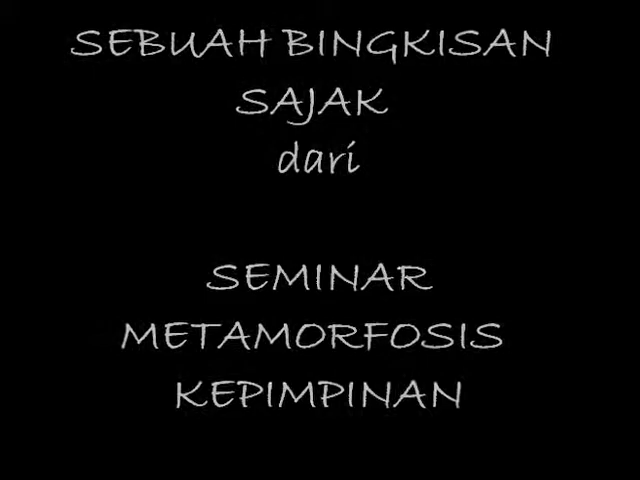 SEBUAH BINGKISAN
SAJAK
dari
SEMINAR
METAMORFOSIS
KEPIMPINAN